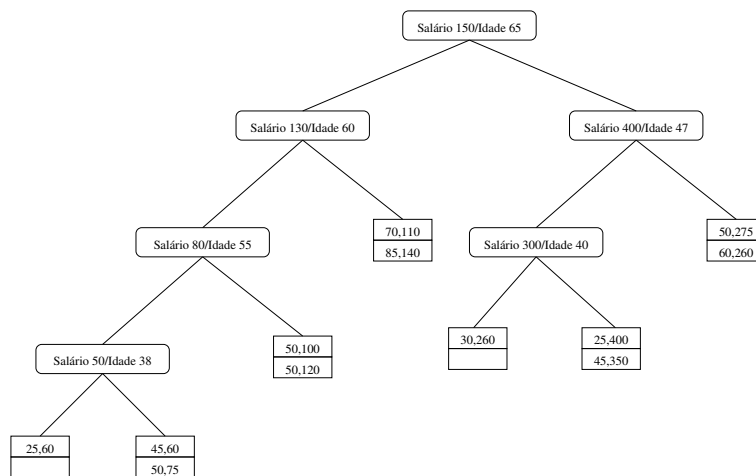 Salário 150/Idade 65
Salário 130/Idade 60
Salário 400/Idade 47
Salário 80/Idade 55
70,110
85,140
Salário 300/Idade 40
50,275
60,260
Salário 50/Idade 38
50,100
50,120
30,260
25,400
45,350
25,60
45,60
50,75